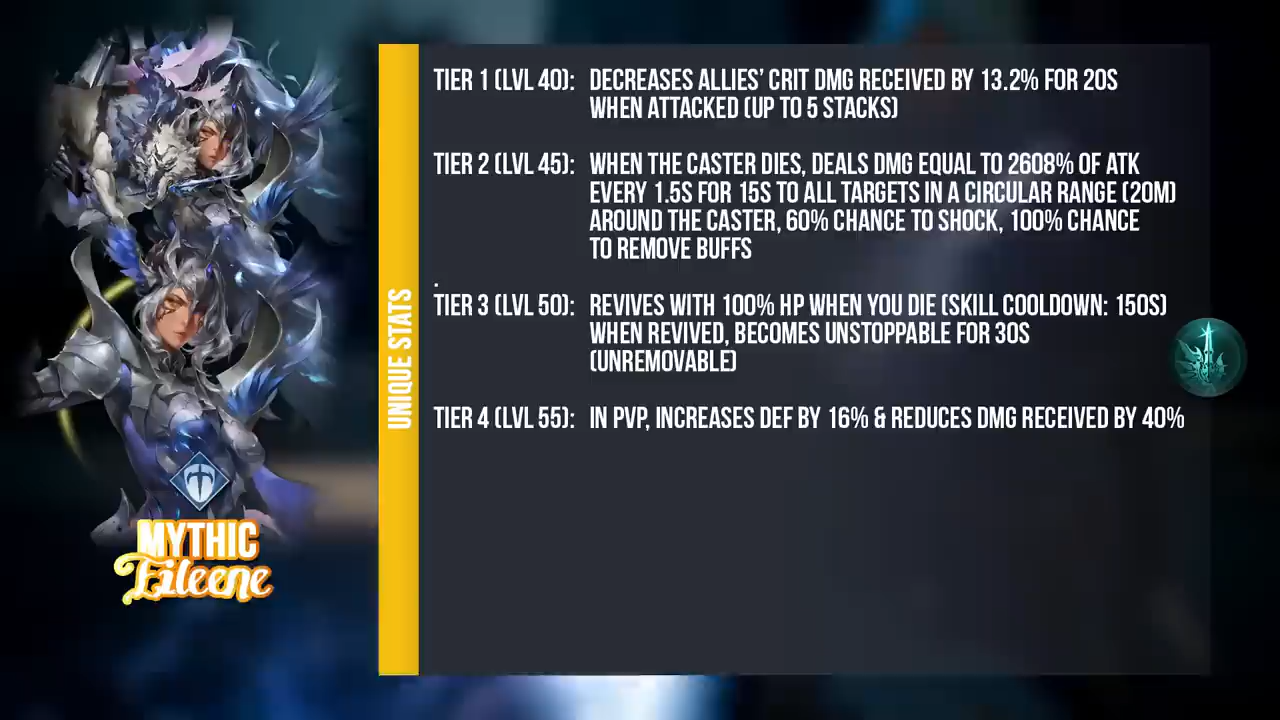 TIER 1 (LVL 40): DECREASES ALLIES' CRIT DMG RECEIVED BY 13.2% FOR 20S
WHEN ATTACKED (UP TO 5 STACKS)
TIER 2 (LVL 45): WHEN THE CASTER DIES, DEALS DMG EQUAL TO 2608% OF ATK
EVERY 1.5S FOR 15S TO ALL TARGETS IN A CIRCULAR RANGE (20M)
AROUND THE CASTER, 60% CHANCE TO SHOCK, 100% CHANCE
TO REMOVE BUFFS
.
TIER 3 (LVL 50): REVIVES WITH 100% HP WHEN YOU DIE (SKILL COOLDOWN: 150S)
WHEN REVIVED, BECOMES UNSTOPPABLE FOR 30S
(UNREMOVABLE)
TIER 4 (LVL 55): IN PVP, INCREASES DEF BY 16% & REDUCES DMG RECEIVED BY 40%
UNIQUE STATS
MYTHIC
Eileene